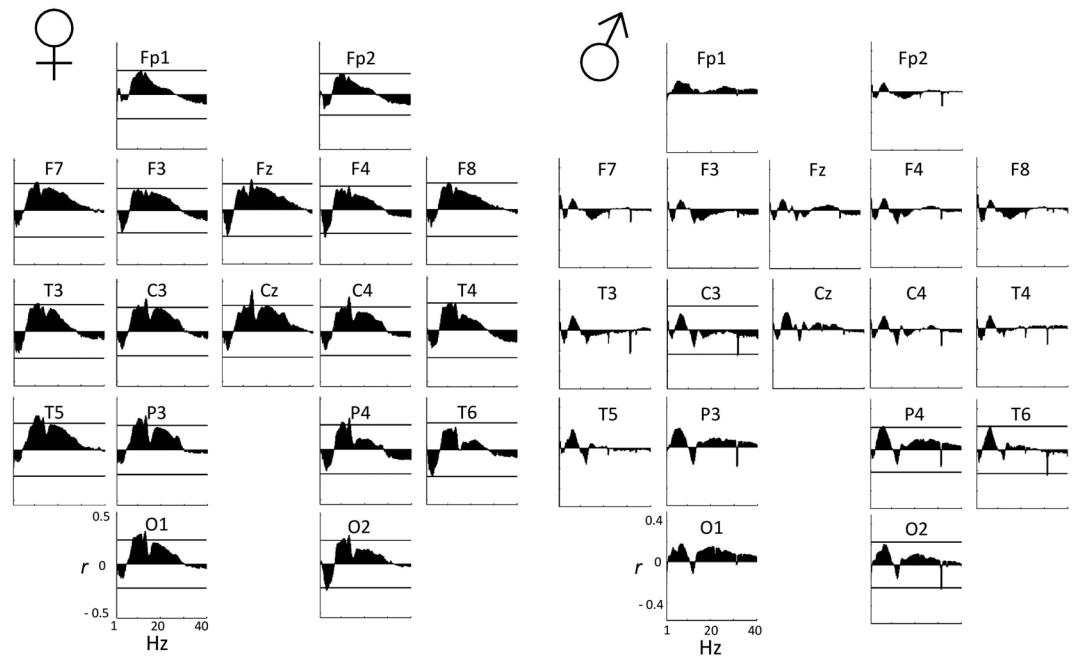 ♀ ♂
Fp1 Fp2 Fp1 Fp2
F7 F3 Fz F4 F8 F7 F3 Fz F4 F8
T3 C3 Cz C4 T4 T3 C3 Cz C4 T4
T5 P3 P4 T6 T5 P3 P4 T6
0.5 O1 O2 0.4 O1 O2
r 0 r 0
- 0.5 - 0.4
1 20 40 1 20 40
Hz Hz